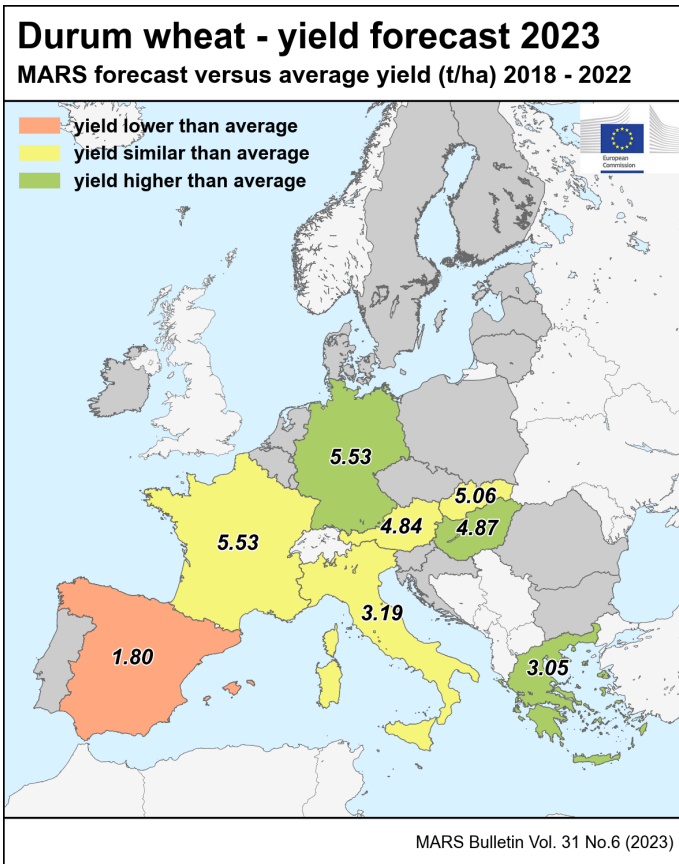 Durum wheat - yield forecast 2023
MARS forecast versus average yield (t/ha) 2018 - 2022
yield lower than average
yield similar than average
yield higher than average
European
Commission
5.53
5.06
4.84
4.87
5.53
3.19
1.80
3.05
MARS Bulletin Vol. 31 No.6 (2023)